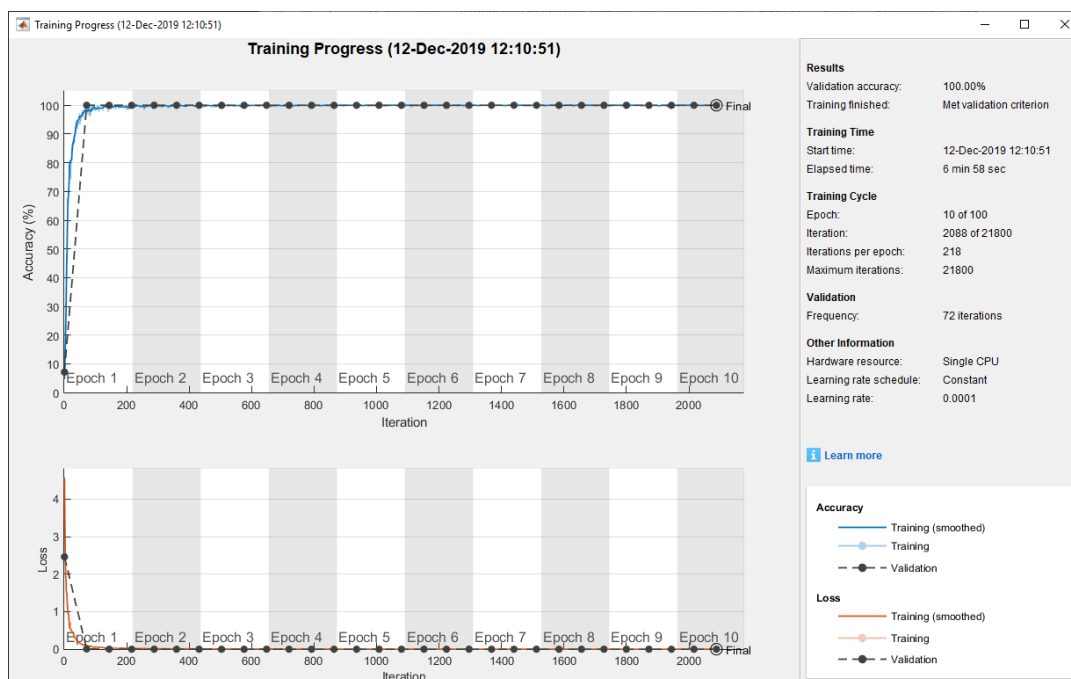 Training Progress (12-Dec-2019 12:10:51)
Training Progress (12-Dec-2019 12:10:51)
Accuracy (%)
100
90
80
70
60
50
40
30
20
10
0
Final
Epoch 1 Epoch 2 Epoch 3 Epoch 4 Epoch 5 Epoch 6 Epoch 7 Epoch 8 Epoch 9 Epoch 10
0 200 400 600 800 1000 1200 1400 1600 1800 2000
Iteration
Loss
4
3
2
1
0
Epoch 1 Epoch 2 Epoch 3 Epoch 4 Epoch 5 Epoch 6 Epoch 7 Epoch 8 Epoch 9 Epoch 10
Final
0 200 400 600 800 1000 1200 1400 1600 1800 2000
Iteration
Results
Validation accuracy: 100.00%
Training finished: Met validation criterion
Training Time
Start time: 12-Dec-2019 12:10:51
Elapsed time: 6 min 58 sec
Training Cycle
Epoch: 10 of 100
Iteration: 2088 of 21800
Iterations per epoch: 218
Maximum iterations: 21800
Validation
Frequency: 72 iterations
Other Information
Hardware resource: Single CPU
Learning rate schedule: Constant
Learning rate: 0.0001
i Learn more
Accuracy
Training (smoothed)
Training
Validation
Loss
Training (smoothed)
Training
Validation